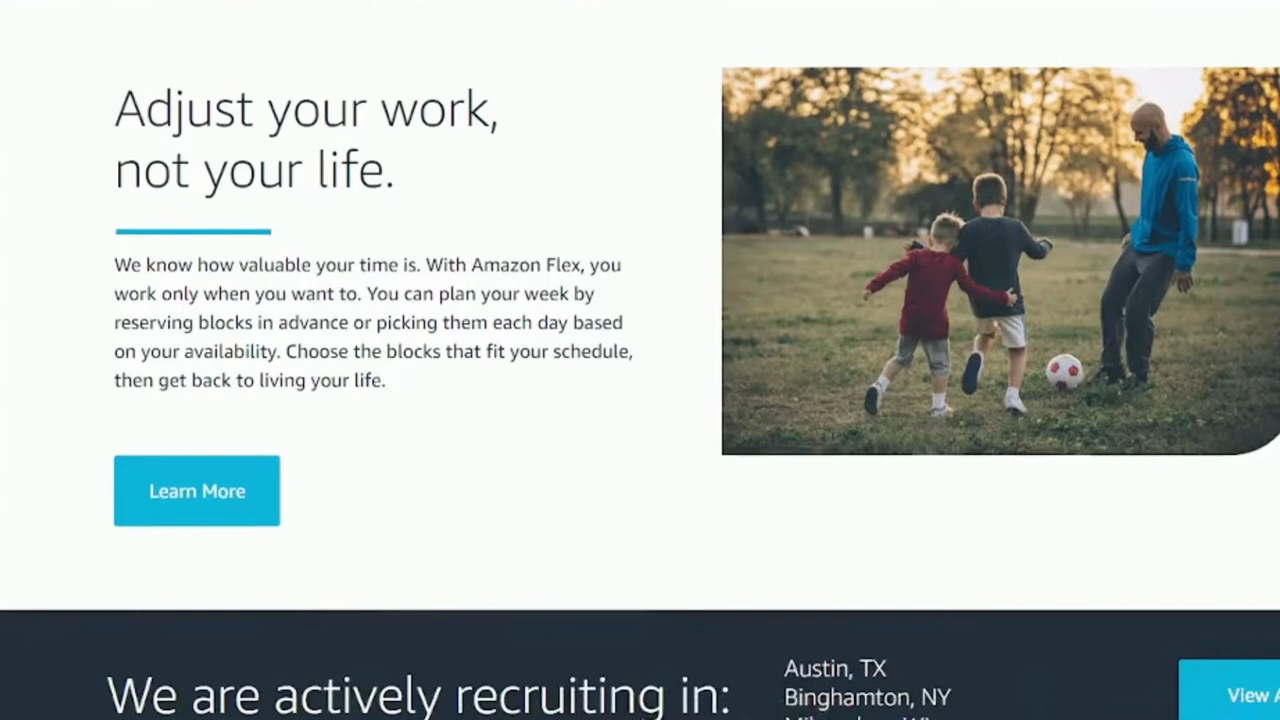 Adjust your work,
not your life.
We know how valuable your time is. With Amazon Flex, you
work only when you want to. You can plan your week by
reserving blocks in advance or picking them each day based
on your availability. Choose the blocks that fit your schedule,
then get back to living your life.
Learn More
We are actively recruiting in:
Austin, TX
Binghamton, NY
View